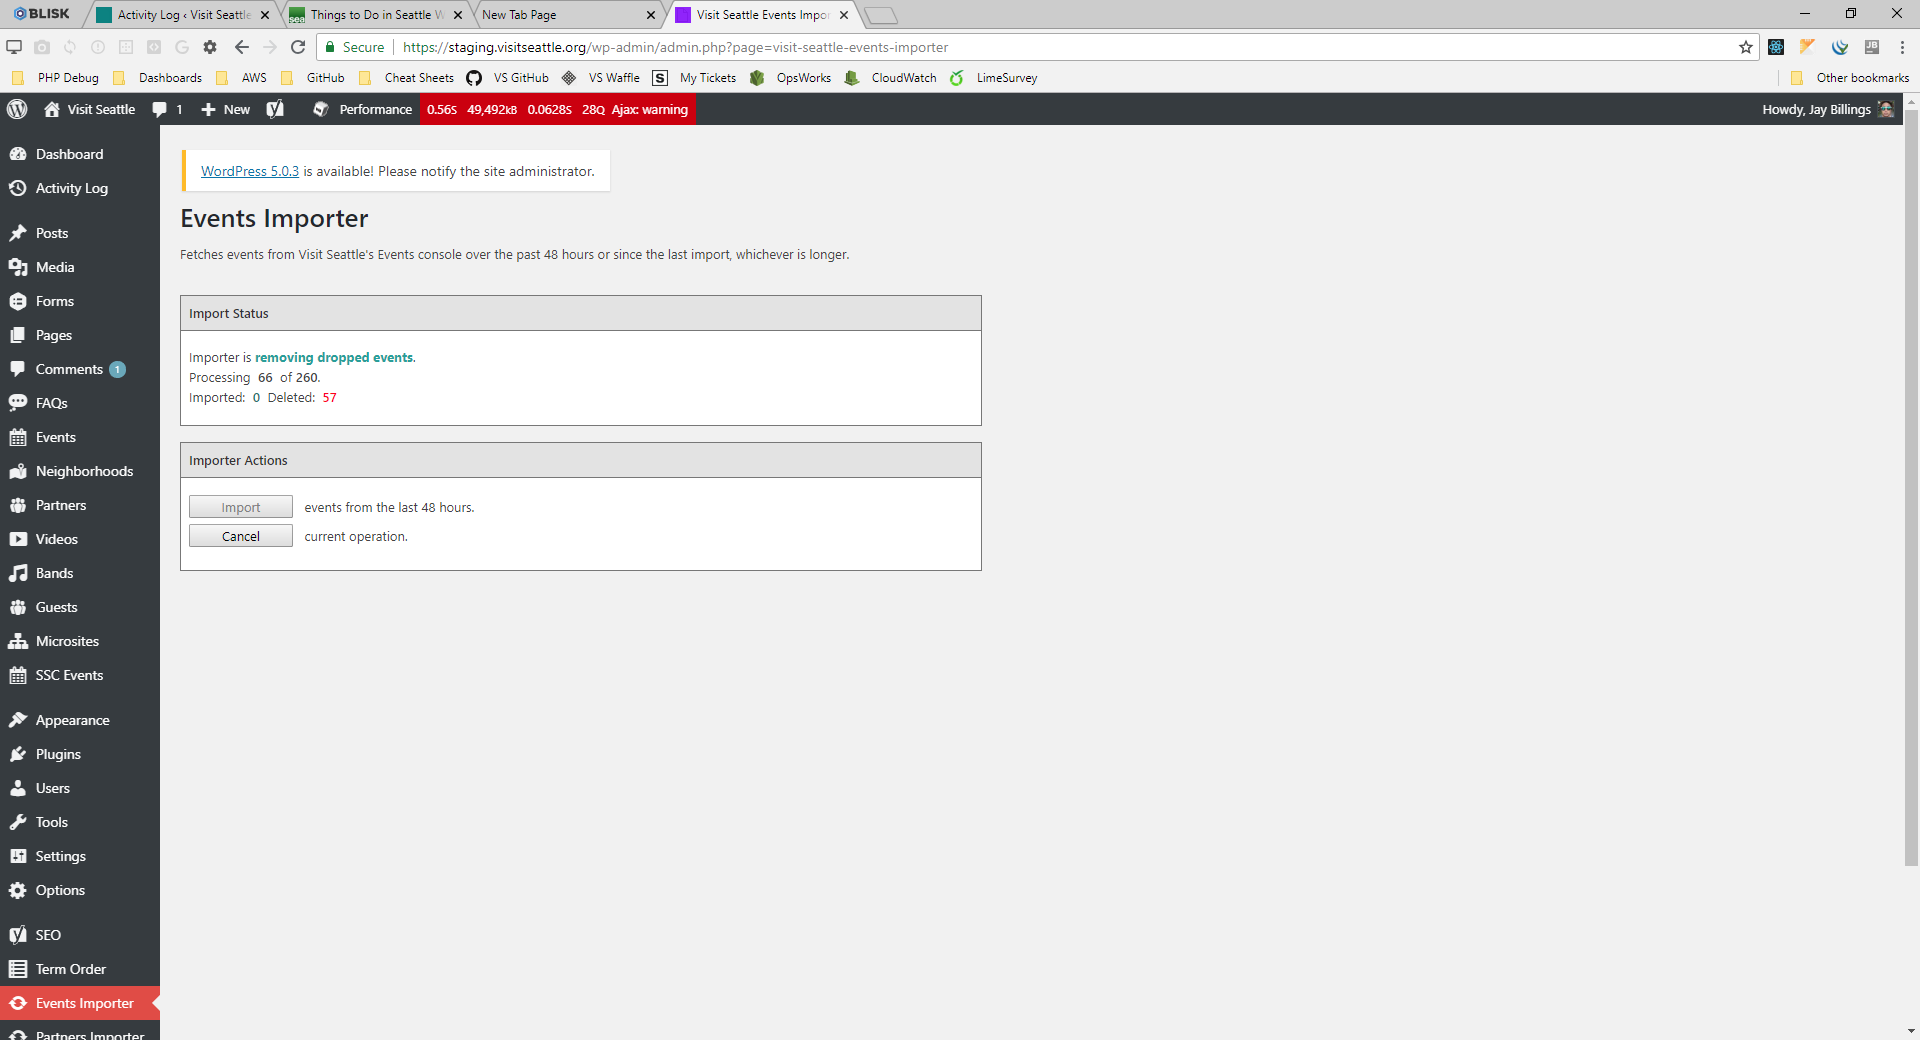 BLISK
Activity Log ‹ Visit Seattle
Things to Do in Seattle W
New Tab Page
Visit Seattle Events Impor
Secure
https://staging.visitseattle.org/wp-admin/admin.php?page=visit-seattle-events-importer
PHP Debug
Dashboards
AWS
GitHub
Cheat Sheets
VS GitHub
VS Waffle
S
My Tickets
OpsWorks
CloudWatch
LimeSurvey
Other bookmarks
Visit Seattle
1
New
Performance
0.56S 49,492KB 0.0628S 28Q Ajax: warning
Howdy, Jay Billings
Dashboard
Activity Log
Posts
Media
Forms
Pages
Comments 1
FAQs
Events
Neighborhoods
Partners
Videos
Bands
Guests
Microsites
SSC Events
Appearance
Plugins
Users
Tools
Settings
Options
SEO
Term Order
Events Importer
Partners Importer
WordPress 5.0.3 is available! Please notify the site administrator.
Events Importer
Fetches events from Visit Seattle's Events console over the past 48 hours or since the last import, whichever is longer.
Import Status
Importer is removing dropped events.
Processing 66 of 260.
Imported: 0 Deleted: 57
Importer Actions
Import events from the last 48 hours.
Cancel current operation.